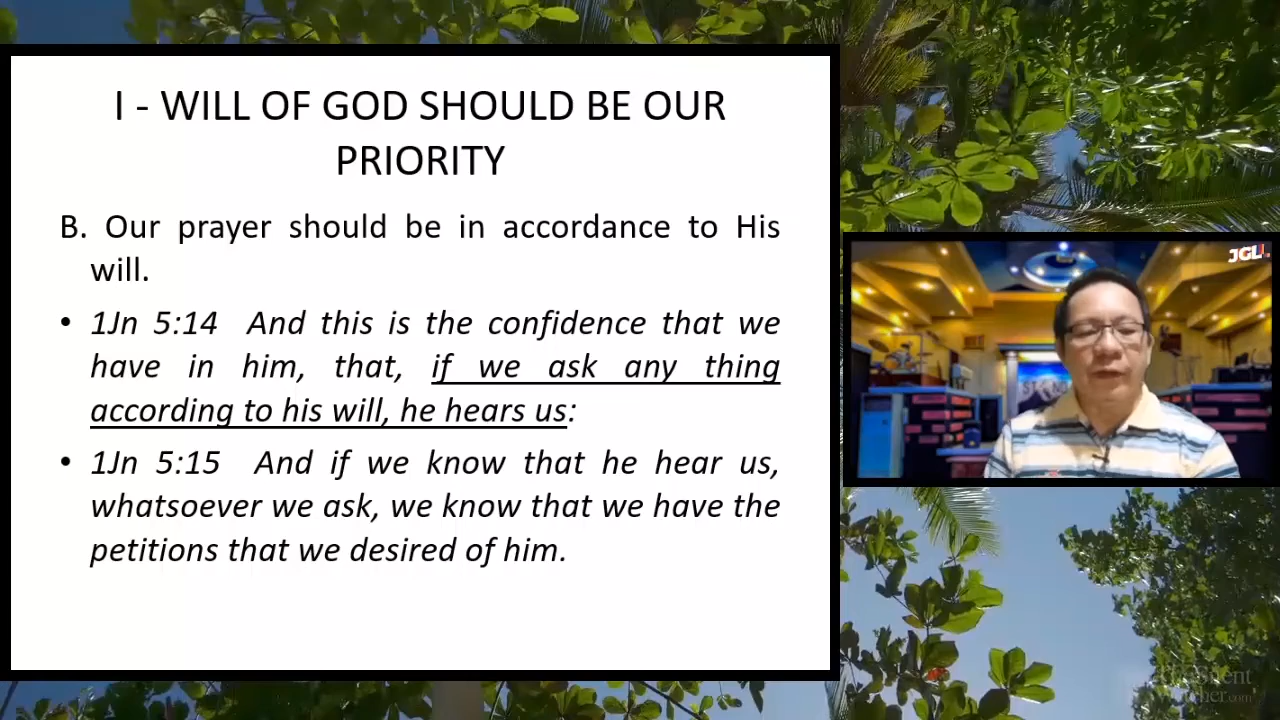 I - WILL OF GOD SHOULD BE OUR
PRIORITY
B. Our prayer should be in accordance to His
will.
• 1Jn 5:14 And this is the confidence that we
have in him, that, if we ask any thing
according to his will, he hears us:
• 1Jn 5:15 And if we know that he hear us,
whatsoever we ask, we know that we have the
petitions that we desired of him.
JGLI.